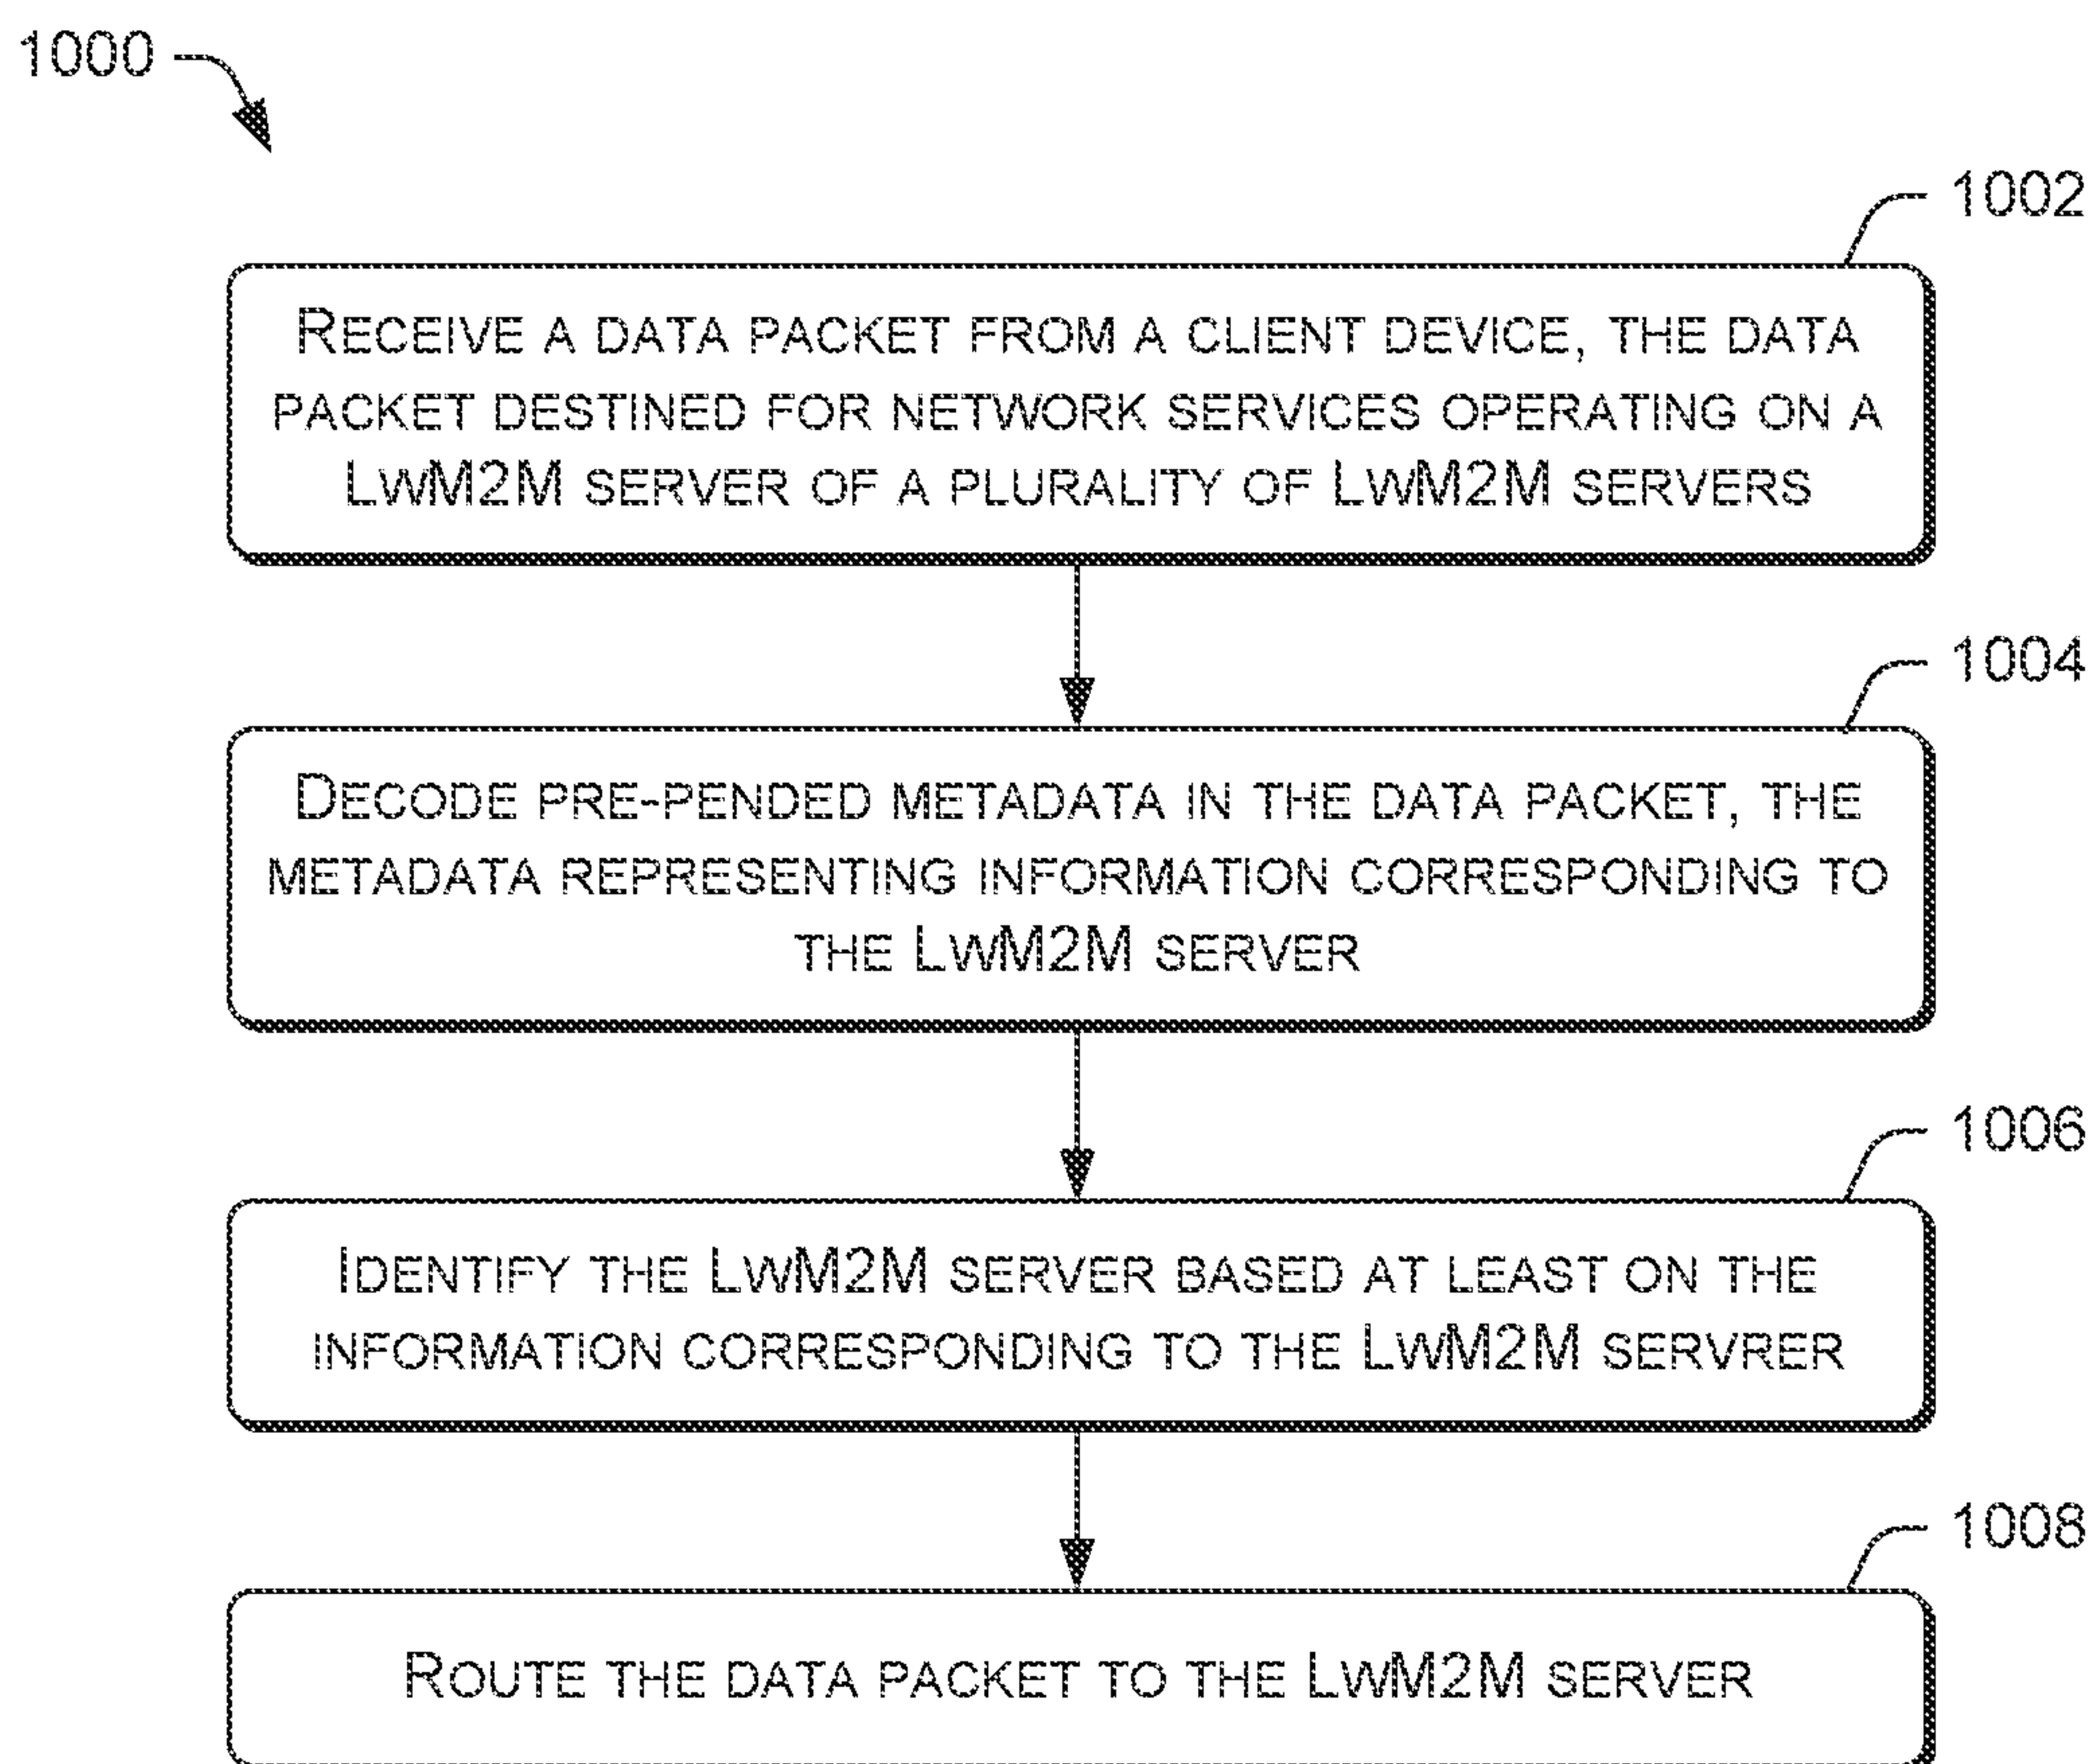 1000
1002
RECEIVE A DATA PACKET FROM A CLIENT DEVICE, THE DATA
PACKET DESTINED FOR NETWORK SERVICES OPERATING ON A
LWM2M SERVER OF A PLURALITY OF LWM2M SERVERS
1004
DECODE PRE-PENDED METADATA IN THE DATA PACKET, THE
METADATA REPRESENTING INFORMATION CORRESPONDING TO
THE LWM2M SERVER
1006
IDENTIFY THE LWM2M SERVER BASED AT LEAST ON THE
INFORMATION CORRESPONDING TO THE LWM2M SERVRER
1008
ROUTE THE DATA PACKET TO THE LWM2M SERVER